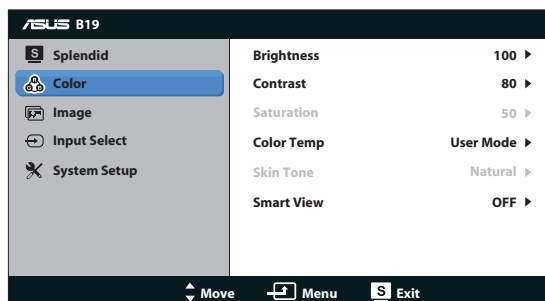 ASUS B19
S Splendid
Color
Image
Input Select
System Setup
Brightness 100
Contrast 80
Saturation 50
Color Temp User Mode
Skin Tone Natural
Smart View OFF
Move Menu S Exit